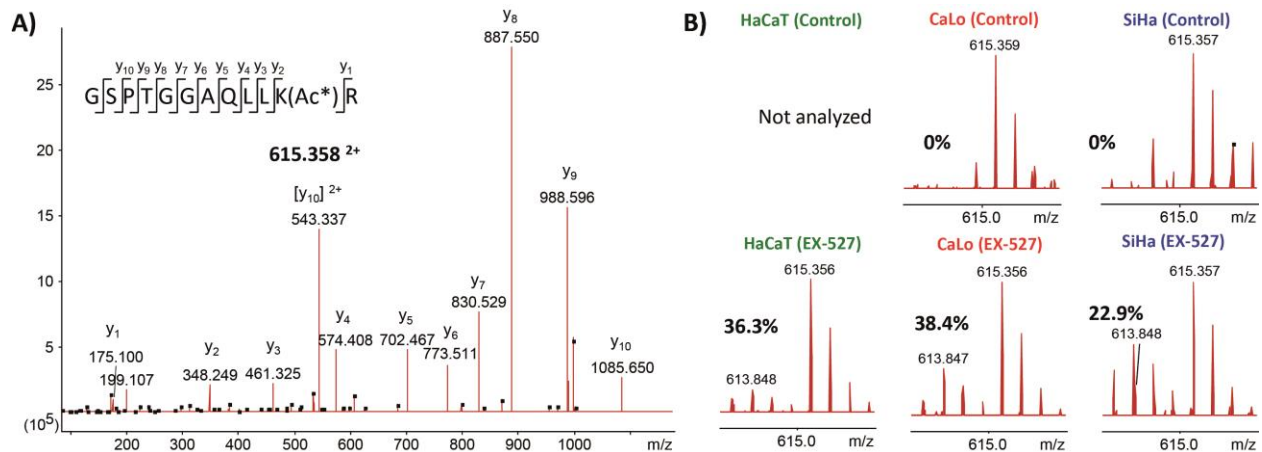 A)
y8
887.550
25
y10 y9 y8 y7 y6 y5 y4 y3 y2 y1
GSPTGGAQLLK(Ac*)R
20
615.358 2+
y9
[y10] 2+
988.596
15
543.337
10
y7
830.529
y1
y4
y5
y6
5
175.100
574.408
702.467
773.511
y2
y3
y10
199.107
348.249
461.325
1085.650
(10^5)
200 400 600 800 1000 m/z
B)
HaCaT (Control)
CaLo (Control)
SiHa (Control)
615.359
615.357
Not analyzed
0%
0%
615.0 m/z
615.0 m/z
HaCaT (EX-527)
CaLo (EX-527)
SiHa (EX-527)
615.356
615.356
615.357
36.3%
38.4%
22.9%
613.848
613.847
613.848
615.0 m/z
615.0 m/z
615.0 m/z